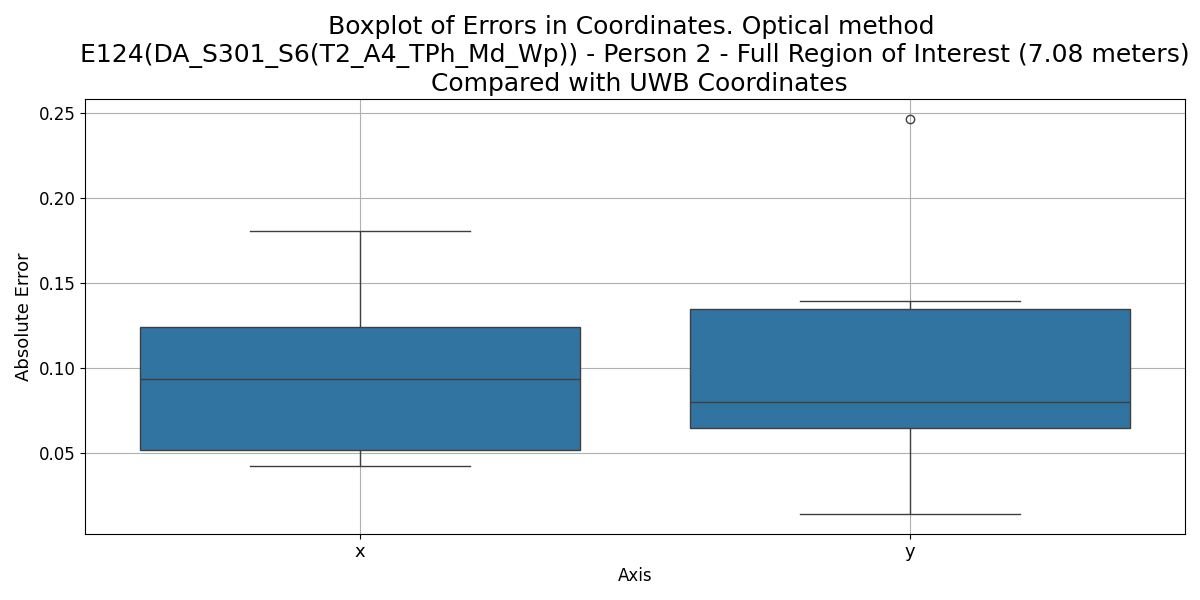 Boxplot of Errors in Coordinates. Optical method
E124(DA_S301_S6(T2_A4_TPh_Md_Wp)) - Person 2 - Full Region of Interest (7.08 meters)
Compared with UWB Coordinates
0.25
0.20
0.15
0.10
0.05
Absolute Error
x
y
Axis